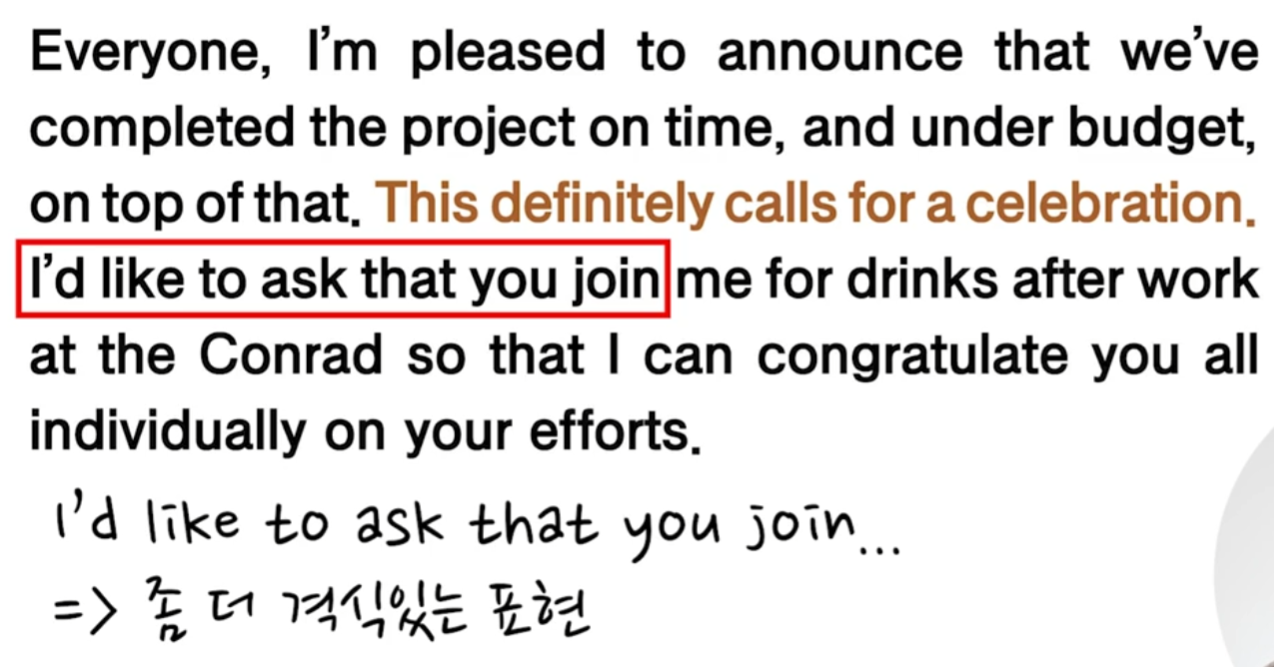 Everyone, I'm pleased to announce that we've
completed the project on time, and under budget,
on top of that. This definitely calls for a celebration.
I'd like to ask that you join me for drinks after work
at the Conrad so that I can congratulate you all
individually on your efforts.
I'd like to ask that you join...
=> 좀 더 격식있는 표현